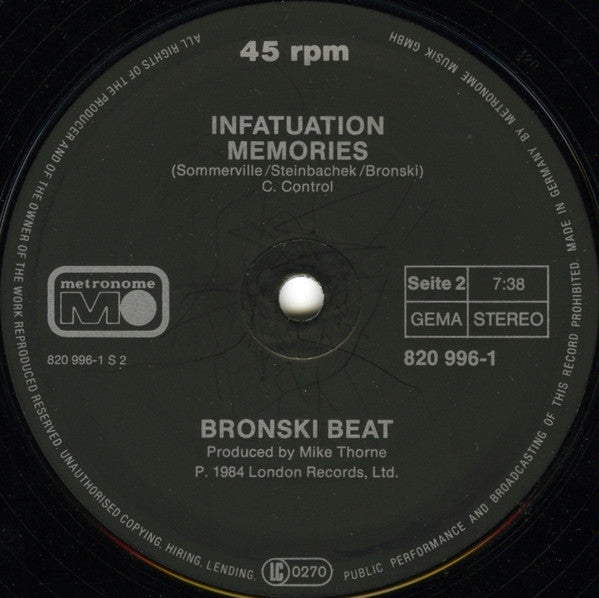 45 rpm
INFATUATION
MEMORIES
(Sommerville/Steinbachek/Bronski)
C. Control
metronome
M
820 996-1 S 2
Seite 2 7:38
GEMA STEREO
820 996-1
BRONSKI BEAT
Produced by Mike Thorne
P. 1984 London Records, Ltd.
LC 0270
ALL RIGHTS OF THE PRODUCER AND OF THE OWNER OF THE WORK REPRODUCED RESERVED. UNAUTHORISED COPYING, HIRING, LENDING, PUBLIC PERFORMANCE AND BROADCASTING OF THIS RECORD PROHIBITED. MADE IN GERMANY BY METRONOME MUSIK GMBH